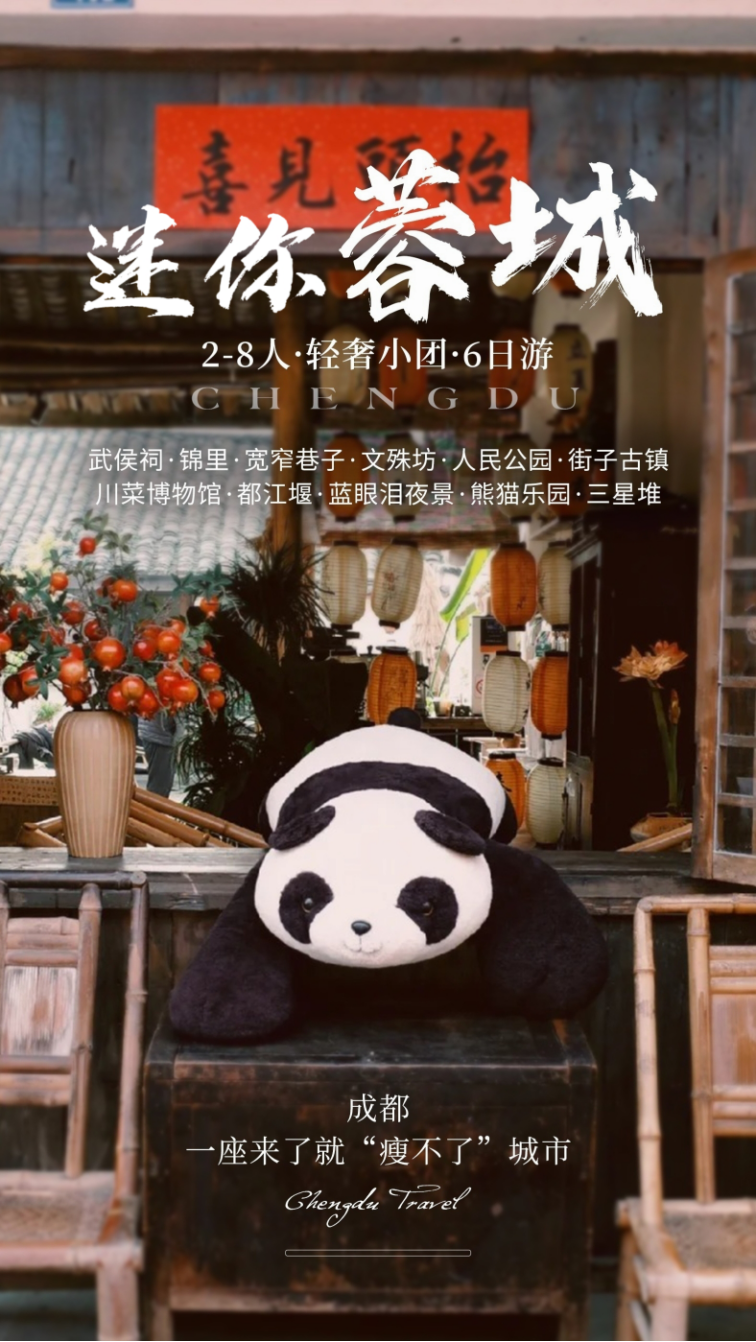 抬頭見喜
迷你蓉城
2-8人·轻奢小团·6日游
CHENGDU
武侯祠·锦里·宽窄巷子·文殊坊·人民公园·街子古镇
川菜博物馆·都江堰·蓝眼泪夜景·熊猫乐园·三星堆
成都
一座来了就“瘦不了”城市
Chengdu Travel